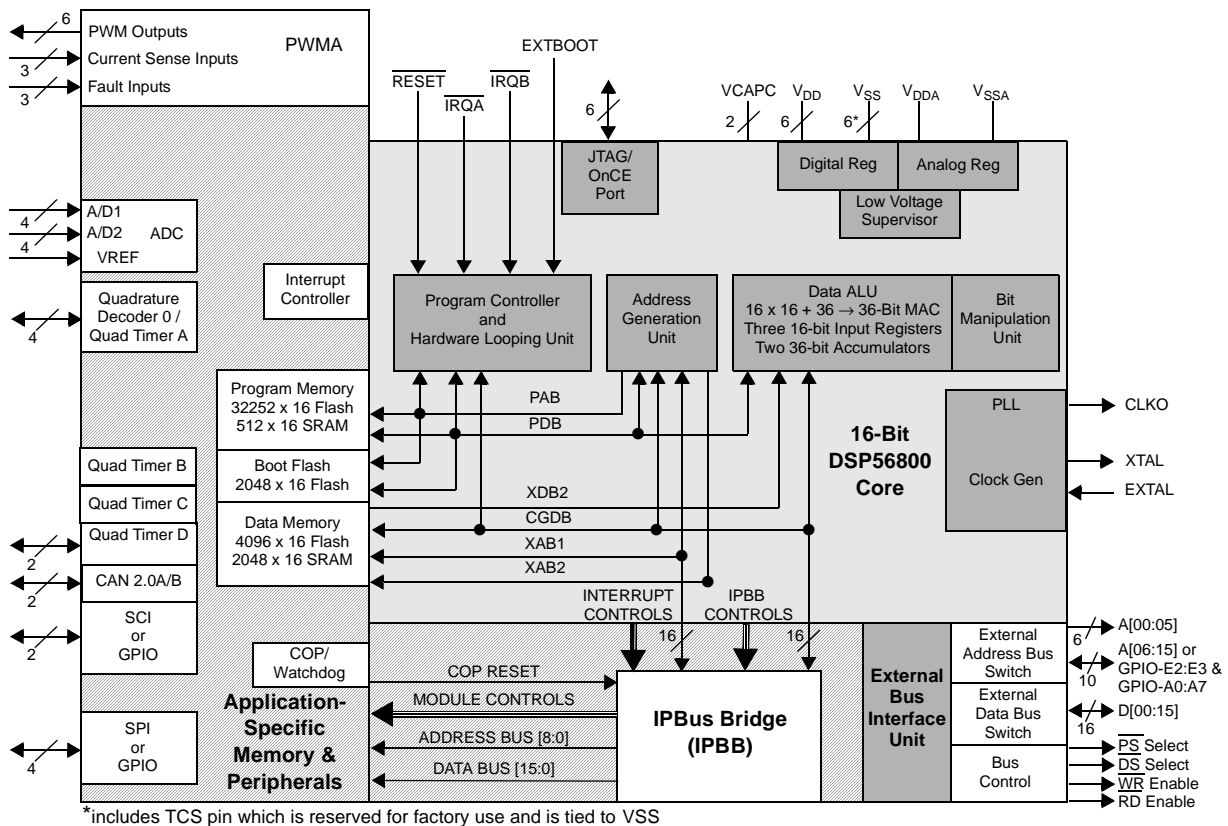 6
PWM Outputs
PWMA
Current Sense Inputs
3
Fault Inputs
3
EXTBOOT
RESET
IRQB
IRQA
6
VCAPC
VDD
VSS
VDDA
VSSA
2
6
6*
JTAG/
OnCE
Port
Digital Reg
Analog Reg
Low Voltage
Supervisor
A/D1
4
A/D2
ADC
4
VREF
Interrupt
Controller
Quadrature
Decoder 0 /
Quad Timer A
4
Program Controller
and
Hardware Looping Unit
Address
Generation
Unit
Data ALU
16 x 16 + 36 → 36-Bit MAC
Three 16-bit Input Registers
Two 36-bit Accumulators
Bit
Manipulation
Unit
Program Memory
32252 x 16 Flash
512 x 16 SRAM
PAB
PDB
PLL
Clock Gen
CLKO
XTAL
EXTAL
16-Bit
DSP56800
Core
Quad Timer B
Boot Flash
2048 x 16 Flash
Quad Timer C
XDB2
CGDB
XAB1
XAB2
Data Memory
4096 x 16 Flash
2048 x 16 SRAM
Quad Timer D
2
CAN 2.0A/B
2
SCI
or
GPIO
2
INTERRUPT
CONTROLS
IPBB
CONTROLS
16
16
COP/
Watchdog
COP RESET
MODULE CONTROLS
ADDRESS BUS [8:0]
DATA BUS [15:0]
Application-
Specific
Memory &
Peripherals
SPI
or
GPIO
4
IPBus Bridge
(IPBB)
External
Bus
Interface
Unit
External
Address Bus
Switch
External
Data Bus
Switch
Bus
Control
6
A[00:05]
A[06:15] or
GPIO-E2:E3 &
GPIO-A0:A7
10
D[00:15]
16
PS Select
DS Select
WR Enable
RD Enable
*includes TCS pin which is reserved for factory use and is tied to VSS